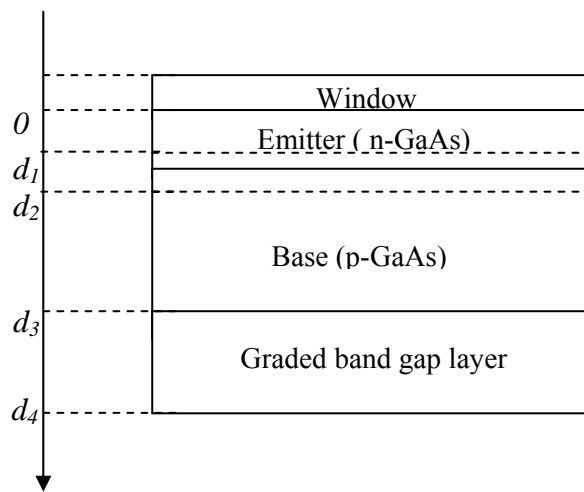 Window
0
Emitter ( n-GaAs)
d1
d2
Base (p-GaAs)
d3
Graded band gap layer
d4